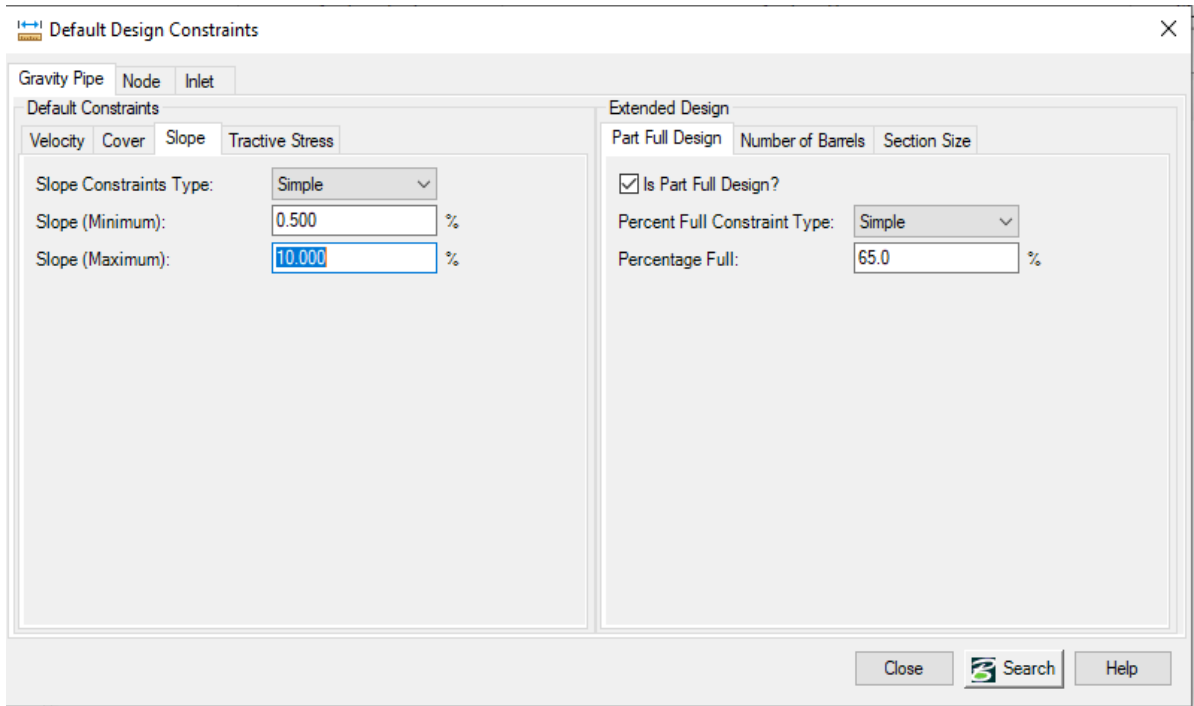 Default Design Constraints
Gravity Pipe Node Inlet
Default Constraints
Velocity Cover Slope Tractive Stress
Slope Constraints Type: Simple
Slope (Minimum): 0.500 %
Slope (Maximum): 10.000 %
Extended Design
Part Full Design Number of Barrels Section Size
Is Part Full Design?
Percent Full Constraint Type: Simple
Percentage Full: 65.0 %
Close Search Help